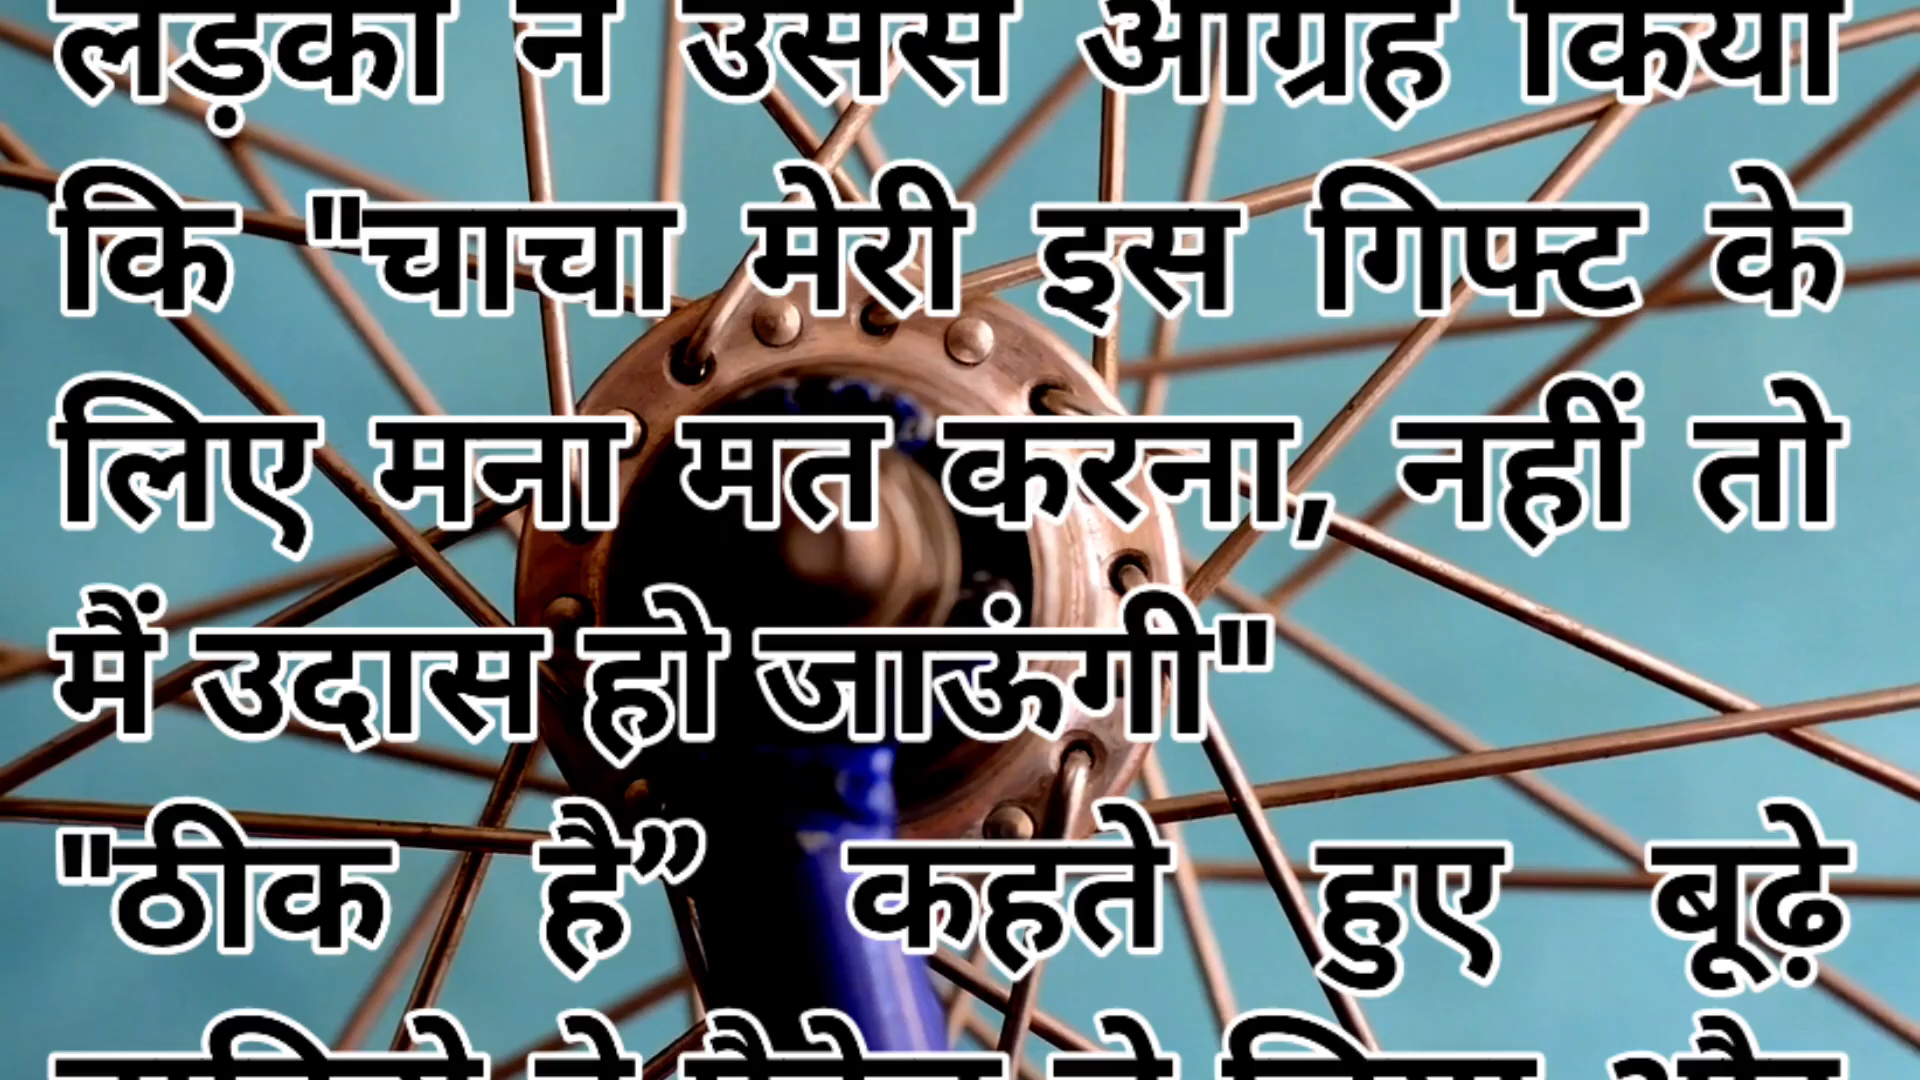 लड़की ने उससे आग्रह किया
कि "चाचा मेरी इस गिफ्ट के
लिए मना मत करना, नहीं तो
मैं उदास हो जाऊंगी"
"ठीक है” कहते हुए बूढ़े